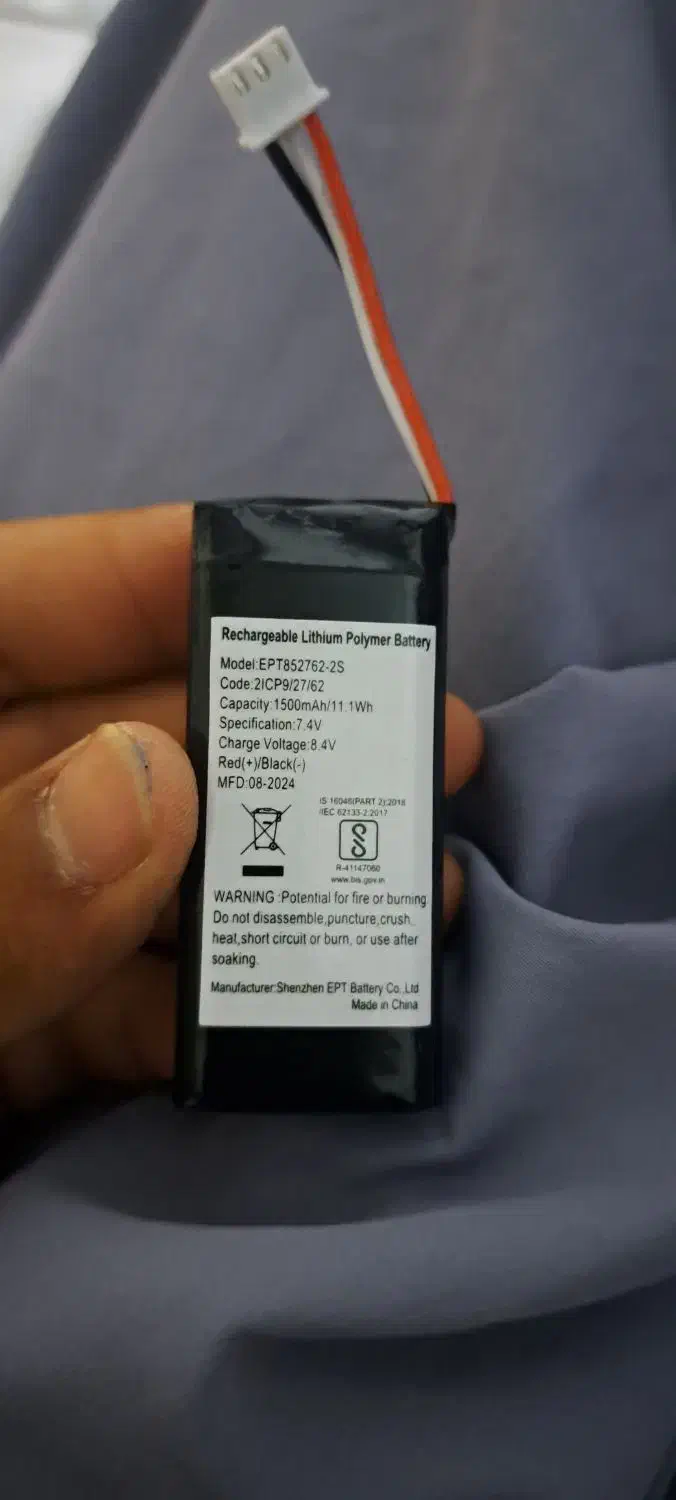 Rechargeable Lithium Polymer Battery
Model:EPT852762-2S
Code:2ICP9/27/62
Capacity:1500mAh/11.1Wh
Specification:7.4V
Charge Voltage:8.4V
Red(+)/Black(-)
MFD:08-2024
IS 16046(PART 2):2018
/IEC 62133-2:2017
R-41147060
www.bis.gov.in
WARNING :Potential for fire or burning
Do not disassemble,puncture,crush,
heat,short circuit or burn, or use after
soaking.
Manufacturer:Shenzhen EPT Battery Co.,Ltd
Made in China